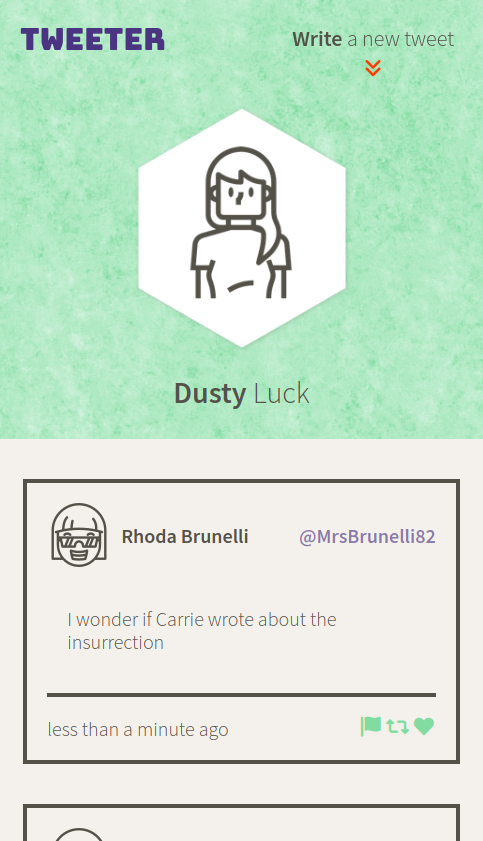 TWEETER
Write a new tweet
Dusty Luck
Rhoda Brunelli
@MrsBrunelli82
I wonder if Carrie wrote about the
insurrection
less than a minute ago